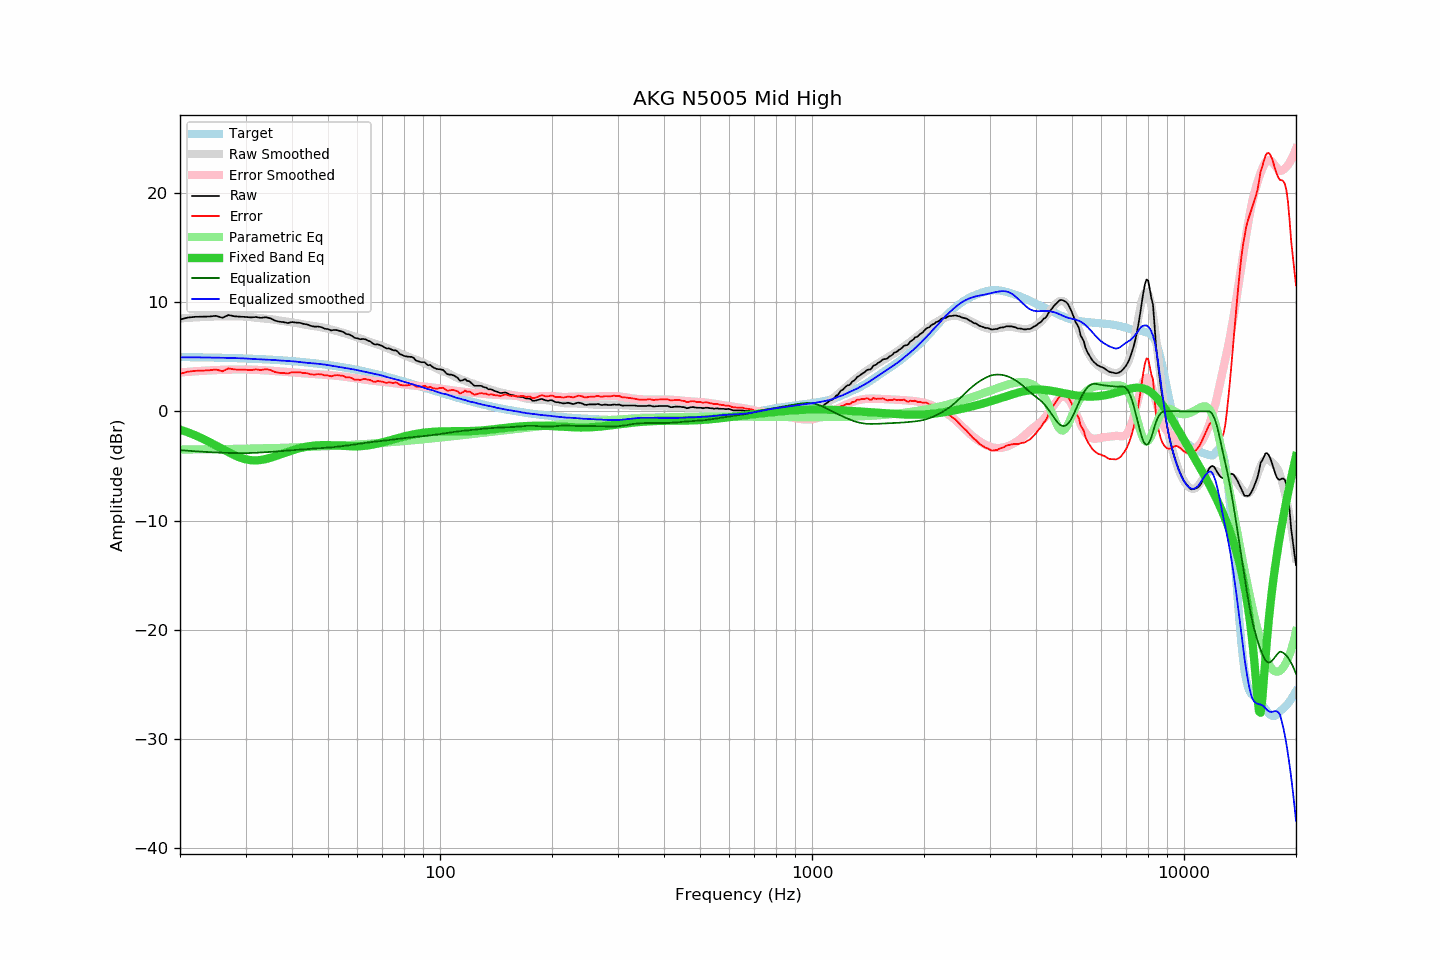 AKG N5005 Mid High
Target
Raw Smoothed
Error Smoothed
Raw
Error
Parametric Eq
Fixed Band Eq
Equalization
Equalized smoothed
20
10
0
−10
−20
−30
−40
Amplitude (dBr)
100
1000
10000
Frequency (Hz)